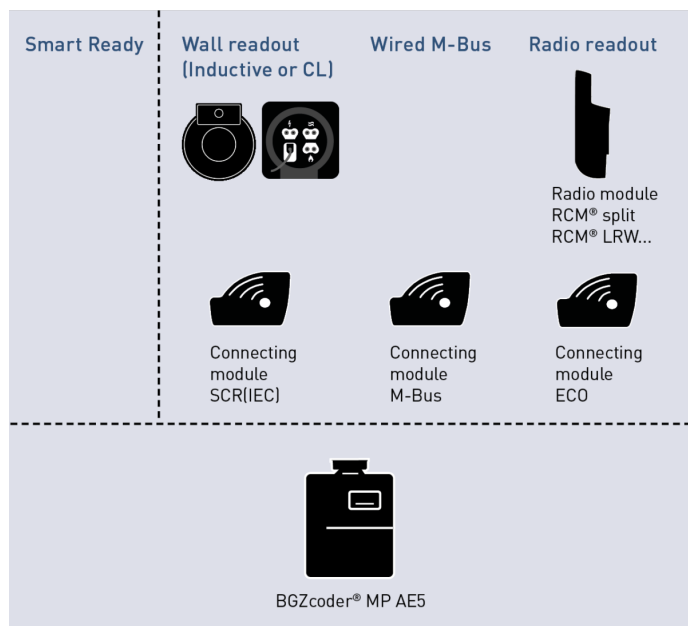 Smart Ready
Wall readout
(Inductive or CL)
Wired M-Bus
Radio readout
Radio module
RCM® split
RCM® LRW...
Connecting
module
SCR(IEC)
Connecting
module
M-Bus
Connecting
module
ECO
BGZcoder® MP AE5